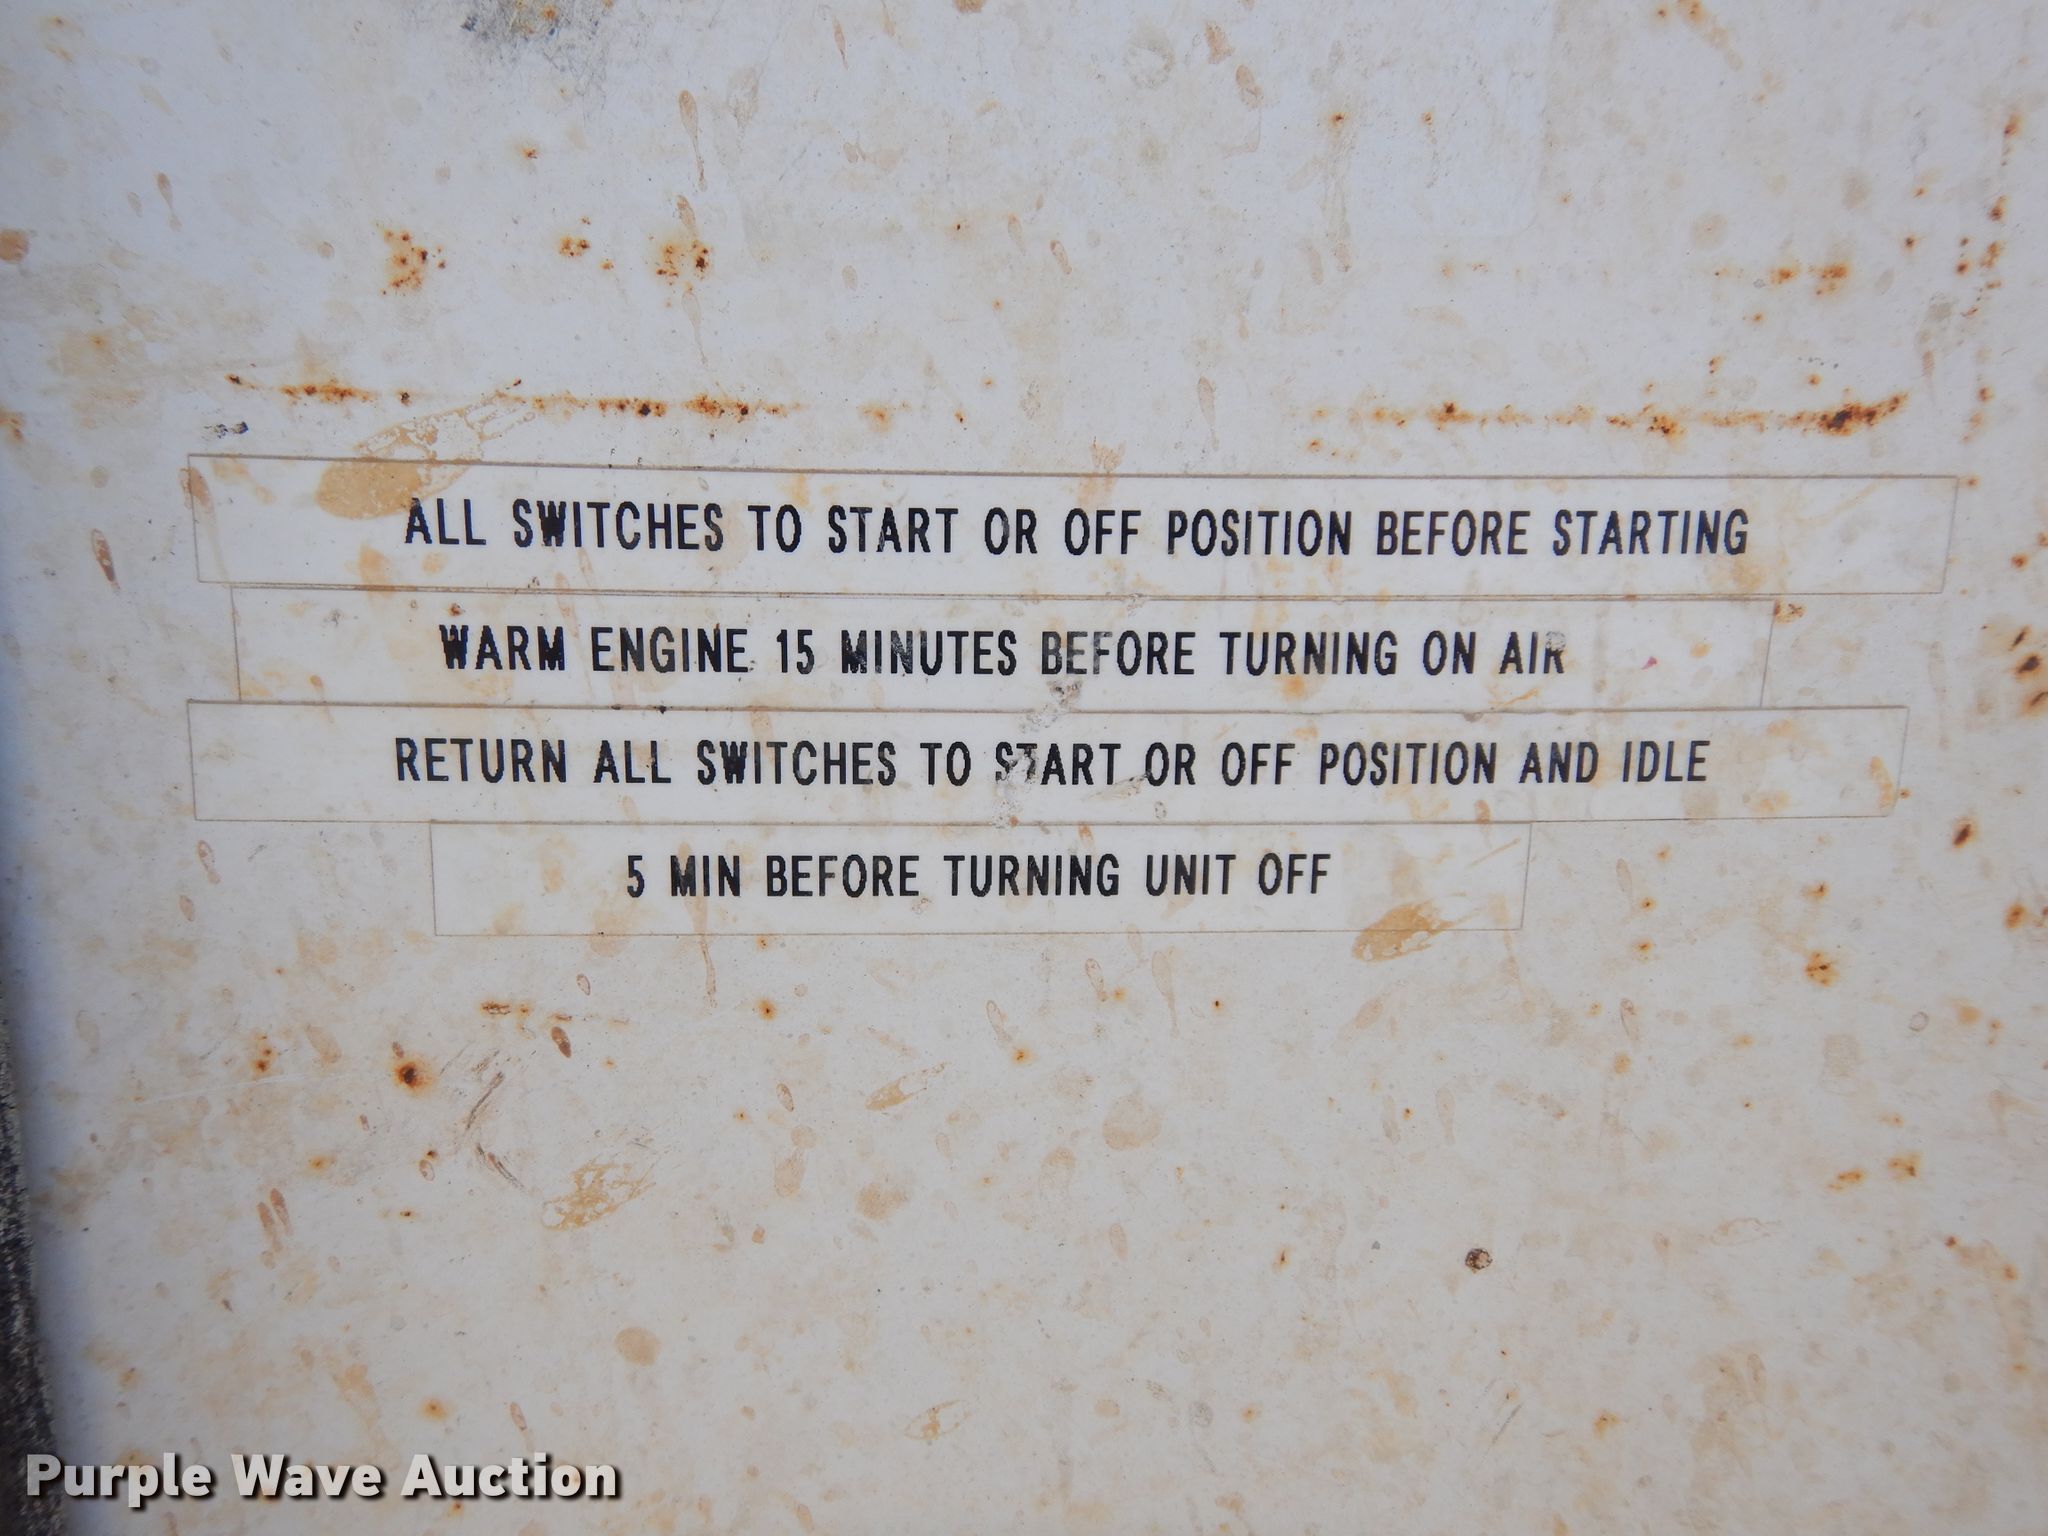 ALL SWITCHES TO START OR OFF POSITION BEFORE STARTING
WARM ENGINE 15 MINUTES BEFORE TURNING ON AIR
RETURN ALL SWITCHES TO START OR OFF POSITION AND IDLE
5 MIN BEFORE TURNING UNIT OFF
Purple Wave Auction